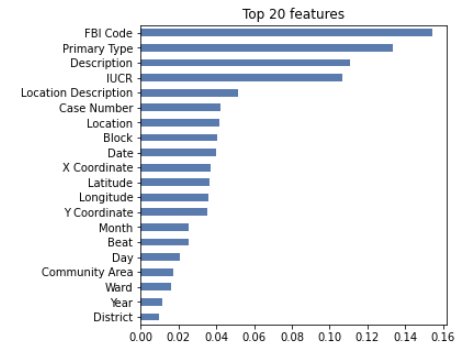 Top 20 features
FBI Code
Primary Type
Description
IUCR
Location Description
Case Number
Location
Block
Date
X Coordinate
Latitude
Longitude
Y Coordinate
Month
Beat
Day
Community Area
Ward
Year
District
0.00 0.02 0.04 0.06 0.08 0.10 0.12 0.14 0.16